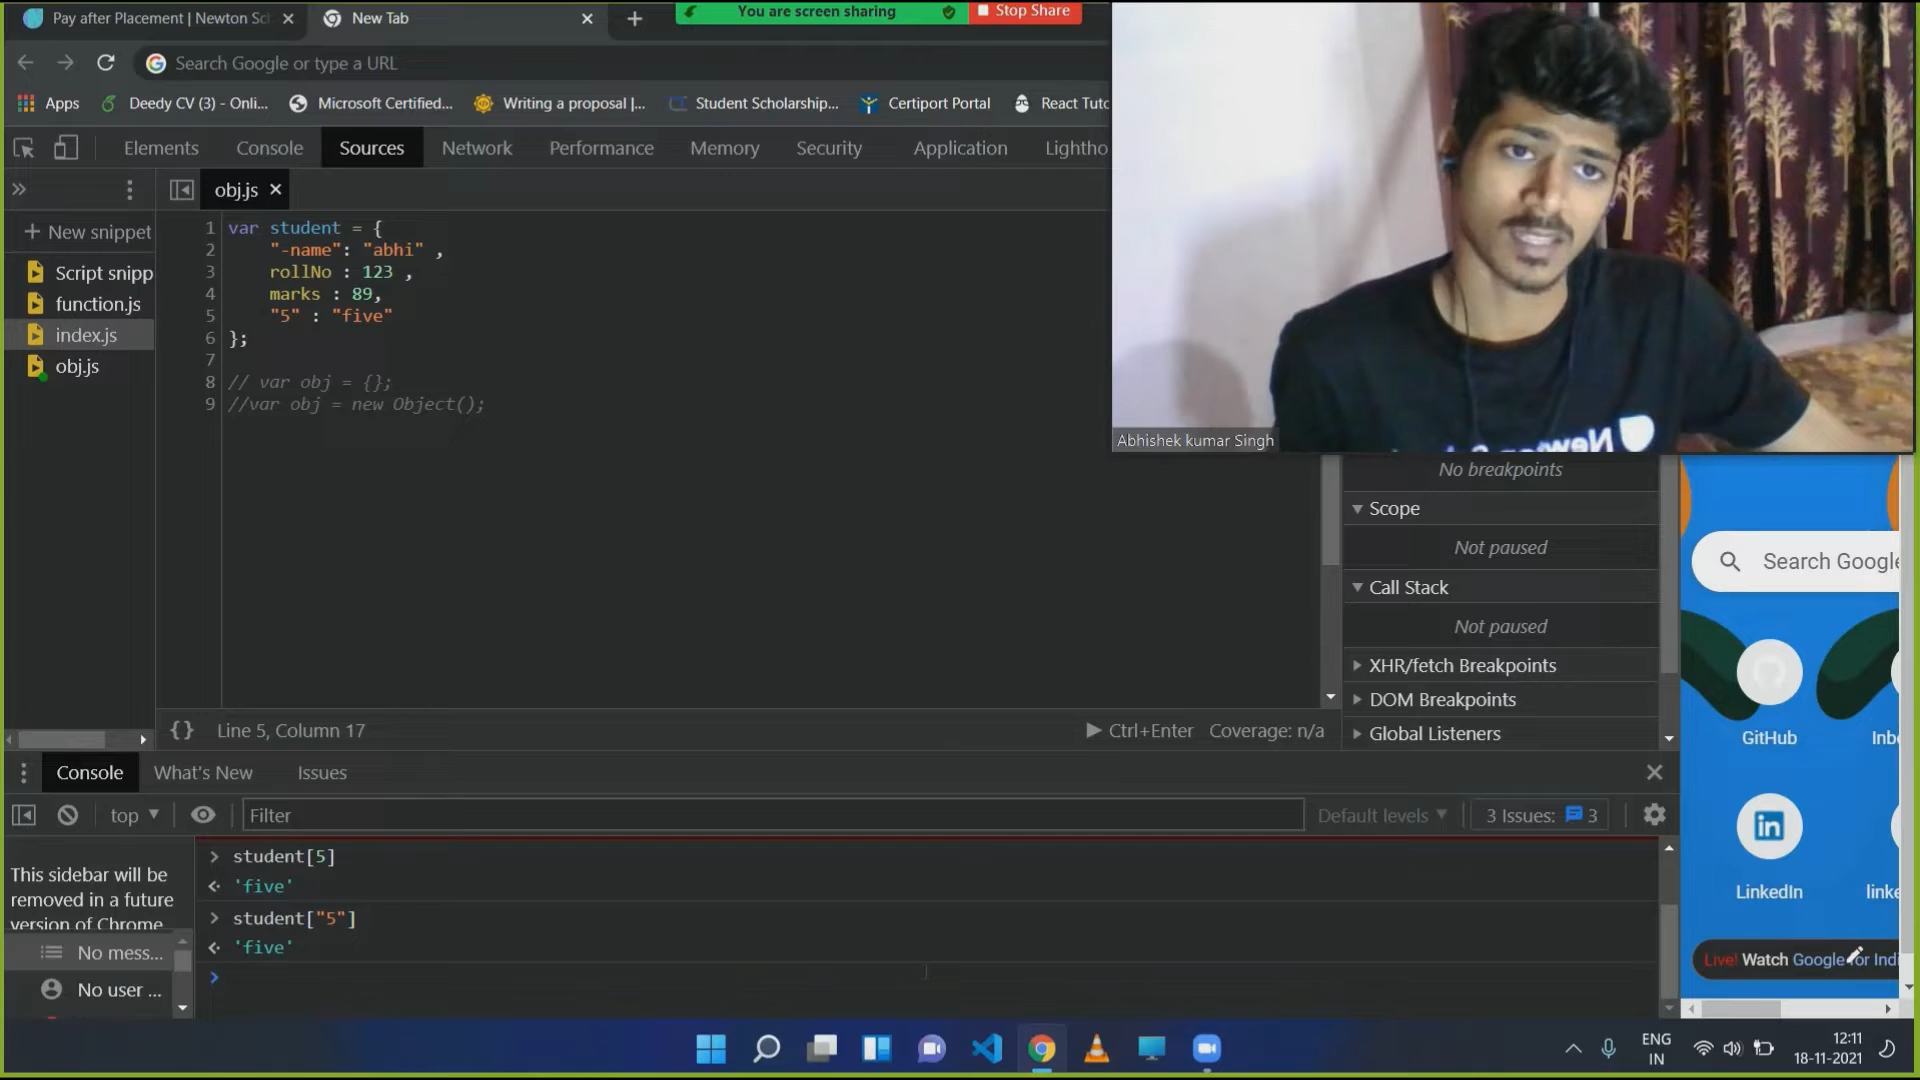 Pay after Placement | Newton Sc
New Tab
You are screen sharing
Stop Share
Search Google or type a URL
Apps
Deedy CV (3) - Onli...
Microsoft Certified...
Writing a proposal |...
Student Scholarship...
Certiport Portal
React Tuto
Elements
Console
Sources
Network
Performance
Memory
Security
Application
Lightho
obj.js
+ New snippet
Script snipp
function.js
index.js
obj.js
1 var student = {
2 "-name": "abhi" ,
3 rollNo : 123 ,
4 marks : 89,
5 "5" : "five"
6 };
7
8 // var obj = {};
9 //var obj = new Object();
Abhishek kumar Singh
No breakpoints
Scope
Not paused
Call Stack
Not paused
XHR/fetch Breakpoints
DOM Breakpoints
Global Listeners
{} Line 5, Column 17
Ctrl+Enter
Coverage: n/a
Search Google
GitHub
Inb
LinkedIn
linke
Live! Watch Google for Indi
Console
What's New
Issues
top
Filter
Default levels
3 Issues: 3
This sidebar will be
removed in a future
version of Chrome
No mess...
No user ...
> student[5]
'five'
> student["5"]
'five'
>
ENG
IN
12:11
18-11-2021